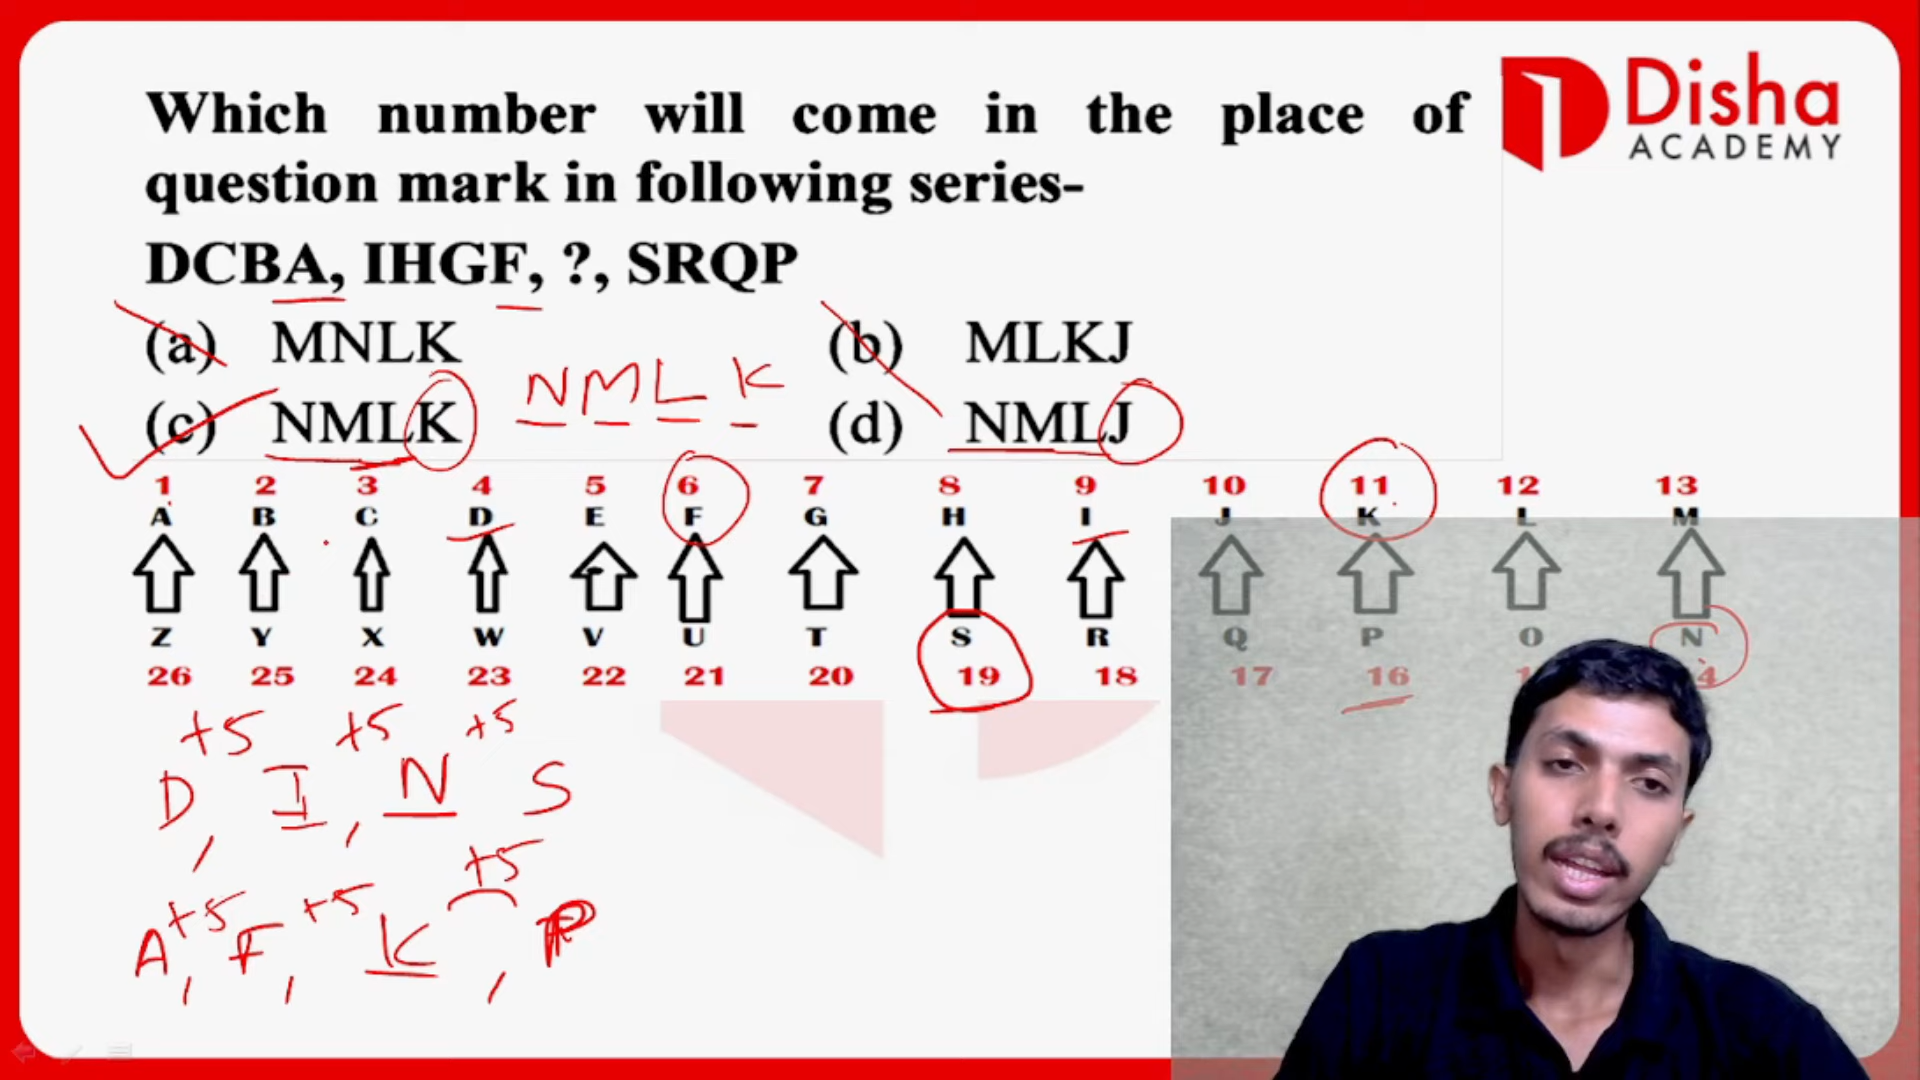 Which number will come in the place of
question mark in following series-
DCBA, IHGF, ?, SRQP
(a) MNLK (b) MLKJ
NMLK
(c) NMLK (d) NMLJ
1 2 3 4 5 6 7 8 9 10 11 12 13
A B C D E F G H I J K L M
Z Y X W V U T S R Q P O N
26 25 24 23 22 21 20 19 18 17 16 1 4
+5 +5 +5
D, I, N S
+5 +5 +5
A, F, K, P
Disha
ACADEMY